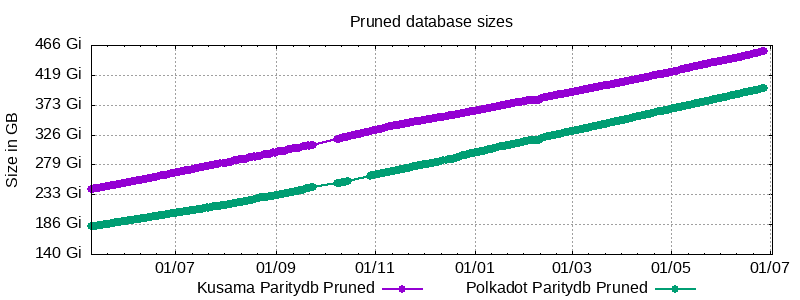 Pruned database sizes
Size in GB
466 Gi
419 Gi
373 Gi
326 Gi
279 Gi
233 Gi
186 Gi
140 Gi
01/07 01/09 01/11 01/01 01/03 01/05 01/07
Kusama Paritydb Pruned Polkadot Paritydb Pruned